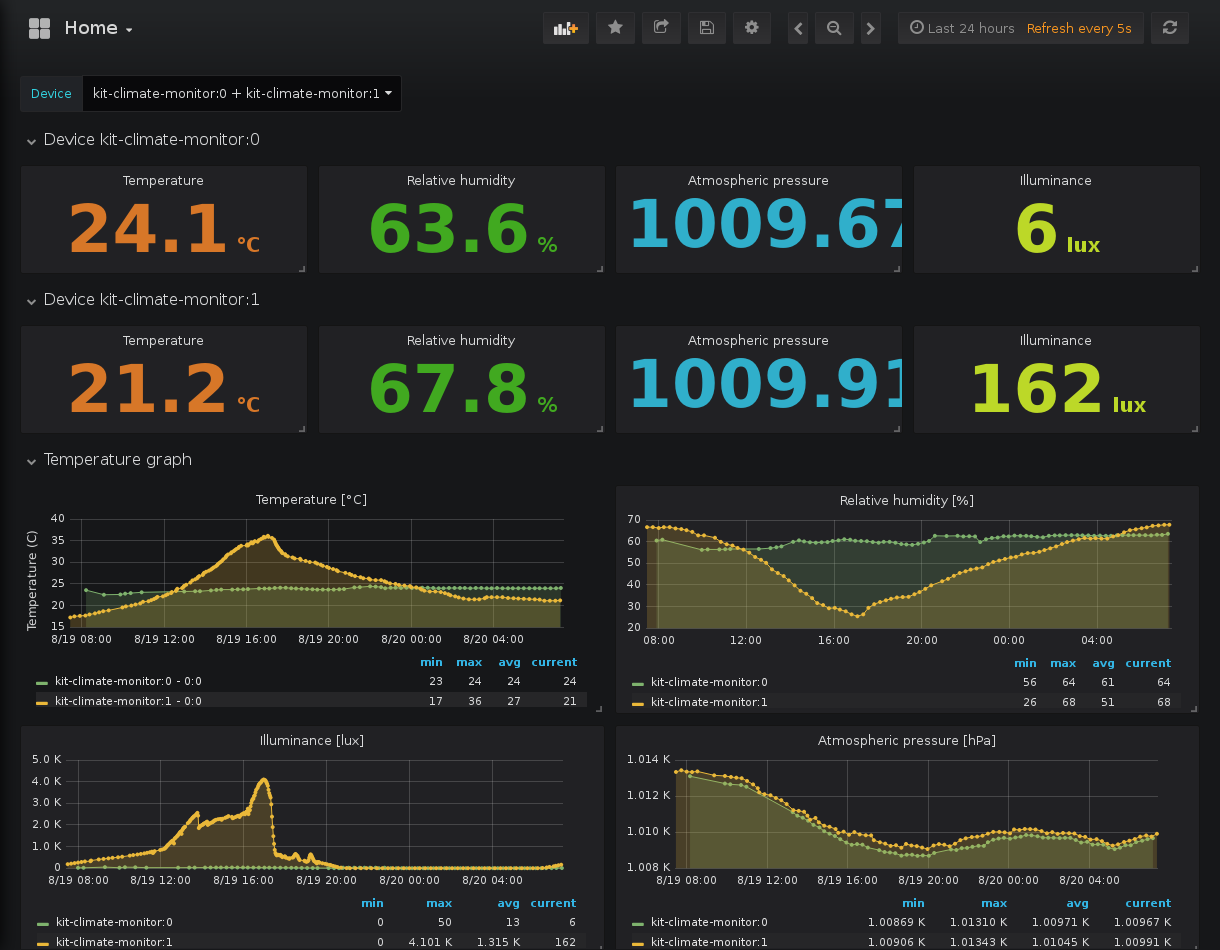 Home
Last 24 hours Refresh every 5s
Device kit-climate-monitor:0 + kit-climate-monitor:1
Device kit-climate-monitor:0
Temperature Relative humidity Atmospheric pressure Illuminance
24.1 °C 63.6 % 1009.67 6 lux
Device kit-climate-monitor:1
Temperature Relative humidity Atmospheric pressure Illuminance
21.2 °C 67.8 % 1009.91 162 lux
Temperature graph
Temperature [°C]
Temperature (C)
40
35
30
25
20
15
8/19 08:00 8/19 12:00 8/19 16:00 8/19 20:00 8/20 00:00 8/20 04:00
min max avg current
kit-climate-monitor:0 - 0:0 23 24 24 24
kit-climate-monitor:1 - 0:0 17 36 27 21
Relative humidity [%]
70
60
50
40
30
20
08:00 12:00 16:00 20:00 00:00 04:00
min max avg current
kit-climate-monitor:0 56 64 61 64
kit-climate-monitor:1 26 68 51 68
Illuminance [lux]
5.0 K
4.0 K
3.0 K
2.0 K
1.0 K
0
8/19 08:00 8/19 12:00 8/19 16:00 8/19 20:00 8/20 00:00 8/20 04:00
min max avg current
kit-climate-monitor:0 0 50 13 6
kit-climate-monitor:1 0 4.101 K 1.315 K 162
Atmospheric pressure [hPa]
1.014 K
1.012 K
1.010 K
1.008 K
8/19 08:00 8/19 12:00 8/19 16:00 8/19 20:00 8/20 00:00 8/20 04:00
min max avg current
kit-climate-monitor:0 1.00869 K 1.01310 K 1.00971 K 1.00967 K
kit-climate-monitor:1 1.00906 K 1.01343 K 1.01045 K 1.00991 K